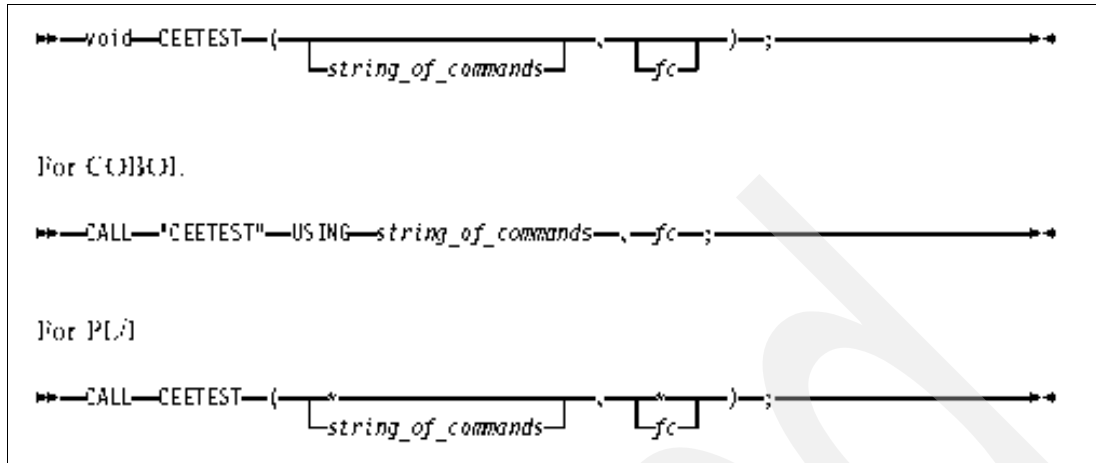 void CEETEST ( , ) ;
string_of_commands fc
For COBOL
CALL "CEETEST" USING string_of_commands , fc ;
For PL/I
CALL CEETEST ( * , * ) ;
string_of_commands fc